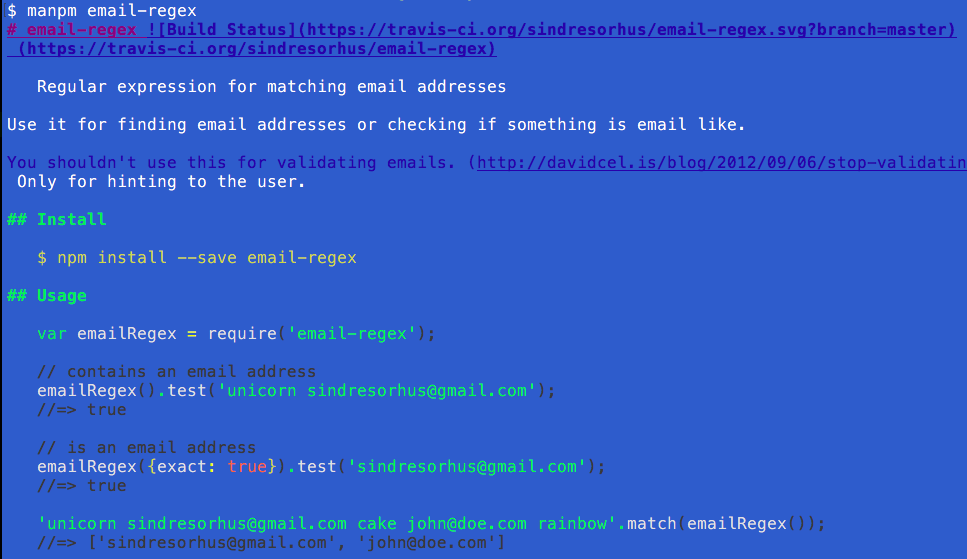 $ manpm email-regex
# email-regex ![Build Status](https://travis-ci.org/sindresorhus/email-regex.svg?branch=master)
(https://travis-ci.org/sindresorhus/email-regex)
Regular expression for matching email addresses
Use it for finding email addresses or checking if something is email like.
You shouldn't use this for validating emails. (http://davidcel.is/blog/2012/09/06/stop-validatin
Only for hinting to the user.
## Install
$ npm install --save email-regex
## Usage
var emailRegex = require('email-regex');
// contains an email address
emailRegex().test('unicorn sindresorhus@gmail.com');
//=> true
// is an email address
emailRegex({exact: true}).test('sindresorhus@gmail.com');
//=> true
'unicorn sindresorhus@gmail.com cake john@doe.com rainbow'.match(emailRegex());
//=> ['sindresorhus@gmail.com', 'john@doe.com']